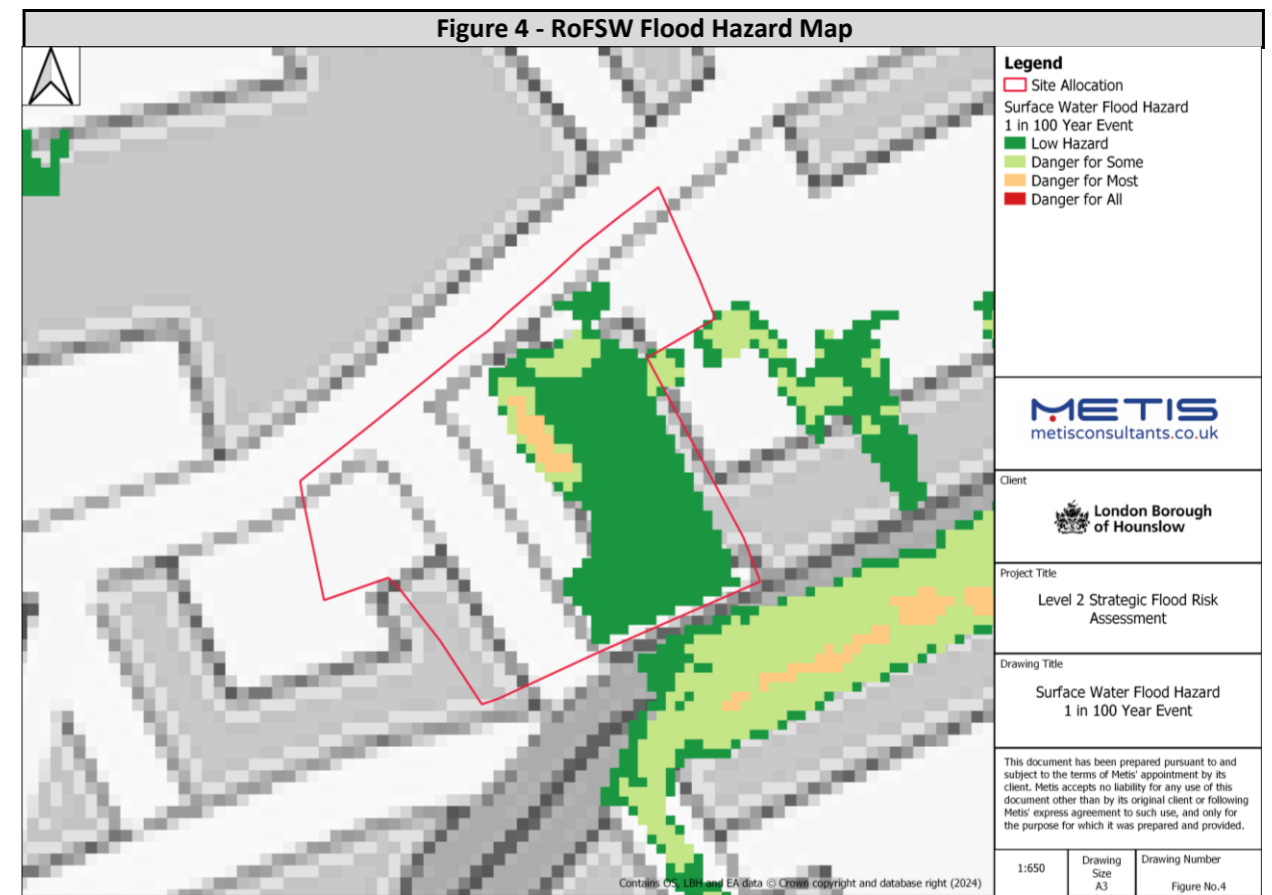 Figure 4 - RoFSW Flood Hazard Map
Legend
Site Allocation
Surface Water Flood Hazard
1 in 100 Year Event
Low Hazard
Danger for Some
Danger for Most
Danger for All
METIS
metisconsultants.co.uk
Client
London Borough
of Hounslow
Project Title
Level 2 Strategic Flood Risk
Assessment
Drawing Title
Surface Water Flood Hazard
1 in 100 Year Event
This document has been prepared pursuant to and
subject to the terms of Metis' appointment by its
client. Metis accepts no liability for any use of this
document other than by its original client or following
Metis' express agreement to such use, and only for
the purpose for which it was prepared and provided.
1:650
Drawing
Size
A3
Drawing Number
Figure No.4
Contains OS, LBH and EA data © Crown copyright and database right (2024)